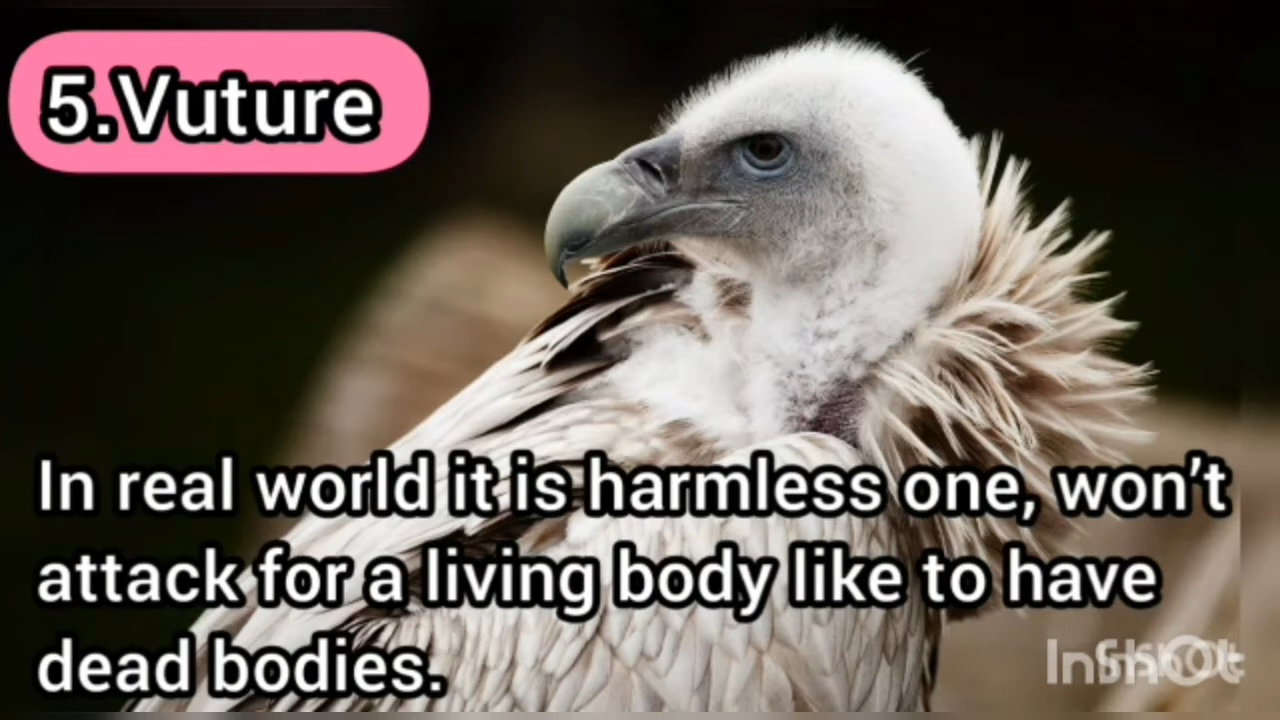 5.Vuture
In real world it is harmless one, won't
attack for a living body like to have
dead bodies.
InShOt